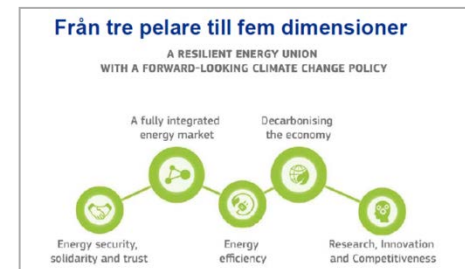 Från tre pelare till fem dimensioner
A RESILIENT ENERGY UNION
WITH A FORWARD-LOOKING CLIMATE CHANGE POLICY
A fully integrated
energy market
Decarbonising
the economy
Energy security,
solidarity and trust
Energy
efficiency
Research, Innovation
and Competitiveness